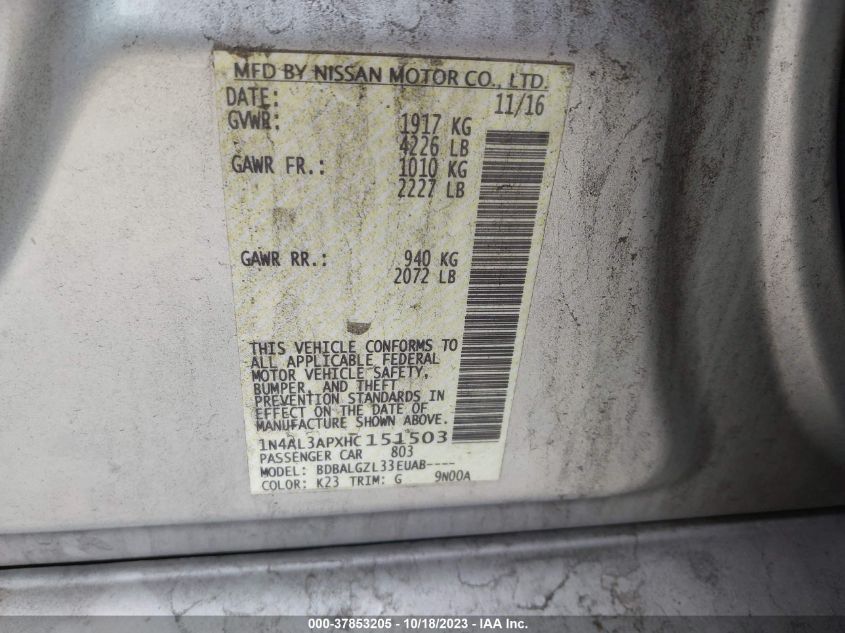 MFD BY NISSAN MOTOR CO., LTD.
DATE: 11/16
GVWR: 1917 KG
4226 LB
GAWR FR.: 1010 KG
2227 LB
GAWR RR.: 940 KG
2072 LB
THIS VEHICLE CONFORMS TO
ALL APPLICABLE FEDERAL
MOTOR VEHICLE SAFETY,
BUMPER, AND THEFT
PREVENTION STANDARDS IN
EFFECT ON THE DATE OF
MANUFACTURE SHOWN ABOVE.
1N4AL3APXHC151503
PASSENGER CAR 803
MODEL: BDBALGZL33EUAB----
COLOR: K23 TRIM: G 9N00A
000-37853205 - 10/18/2023 - IAA Inc.